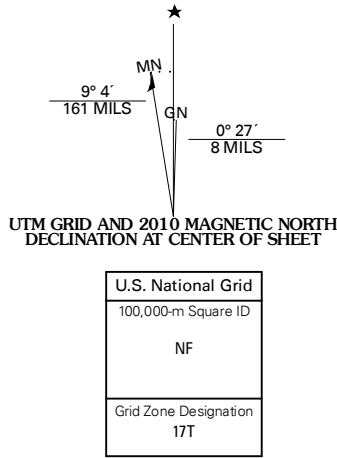 ★
MN
9° 4´
161 MILS
GN
0° 27´
8 MILS
UTM GRID AND 2010 MAGNETIC NORTH
DECLINATION AT CENTER OF SHEET
U.S. National Grid
100,000-m Square ID
NF
Grid Zone Designation
17T